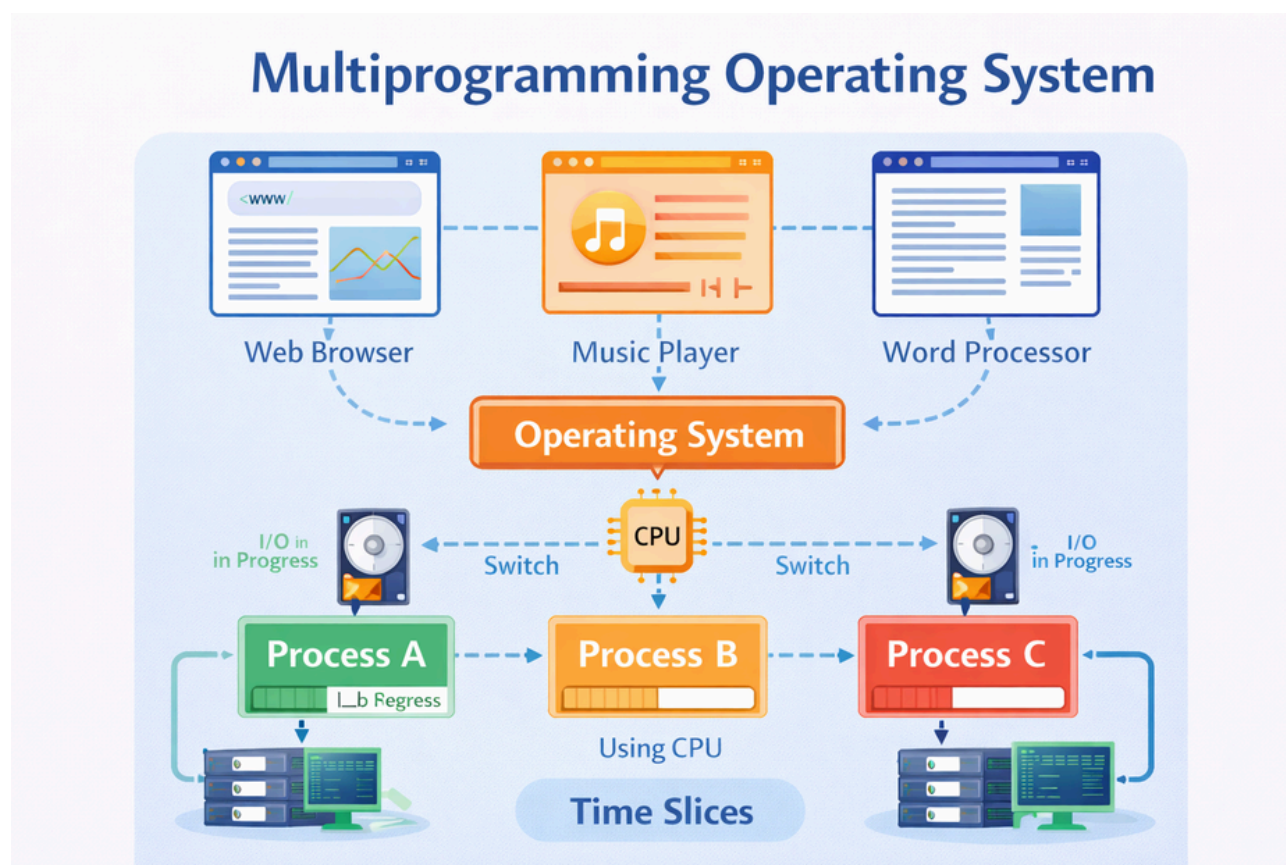 Multiprogramming Operating System
<www/
Web Browser
Music Player
Word Processor
Operating System
CPU
I/O in
in Progress
Switch
Switch
I/O
in Progress
Process A
I_b Regress
Process B
Process C
Using CPU
Time Slices